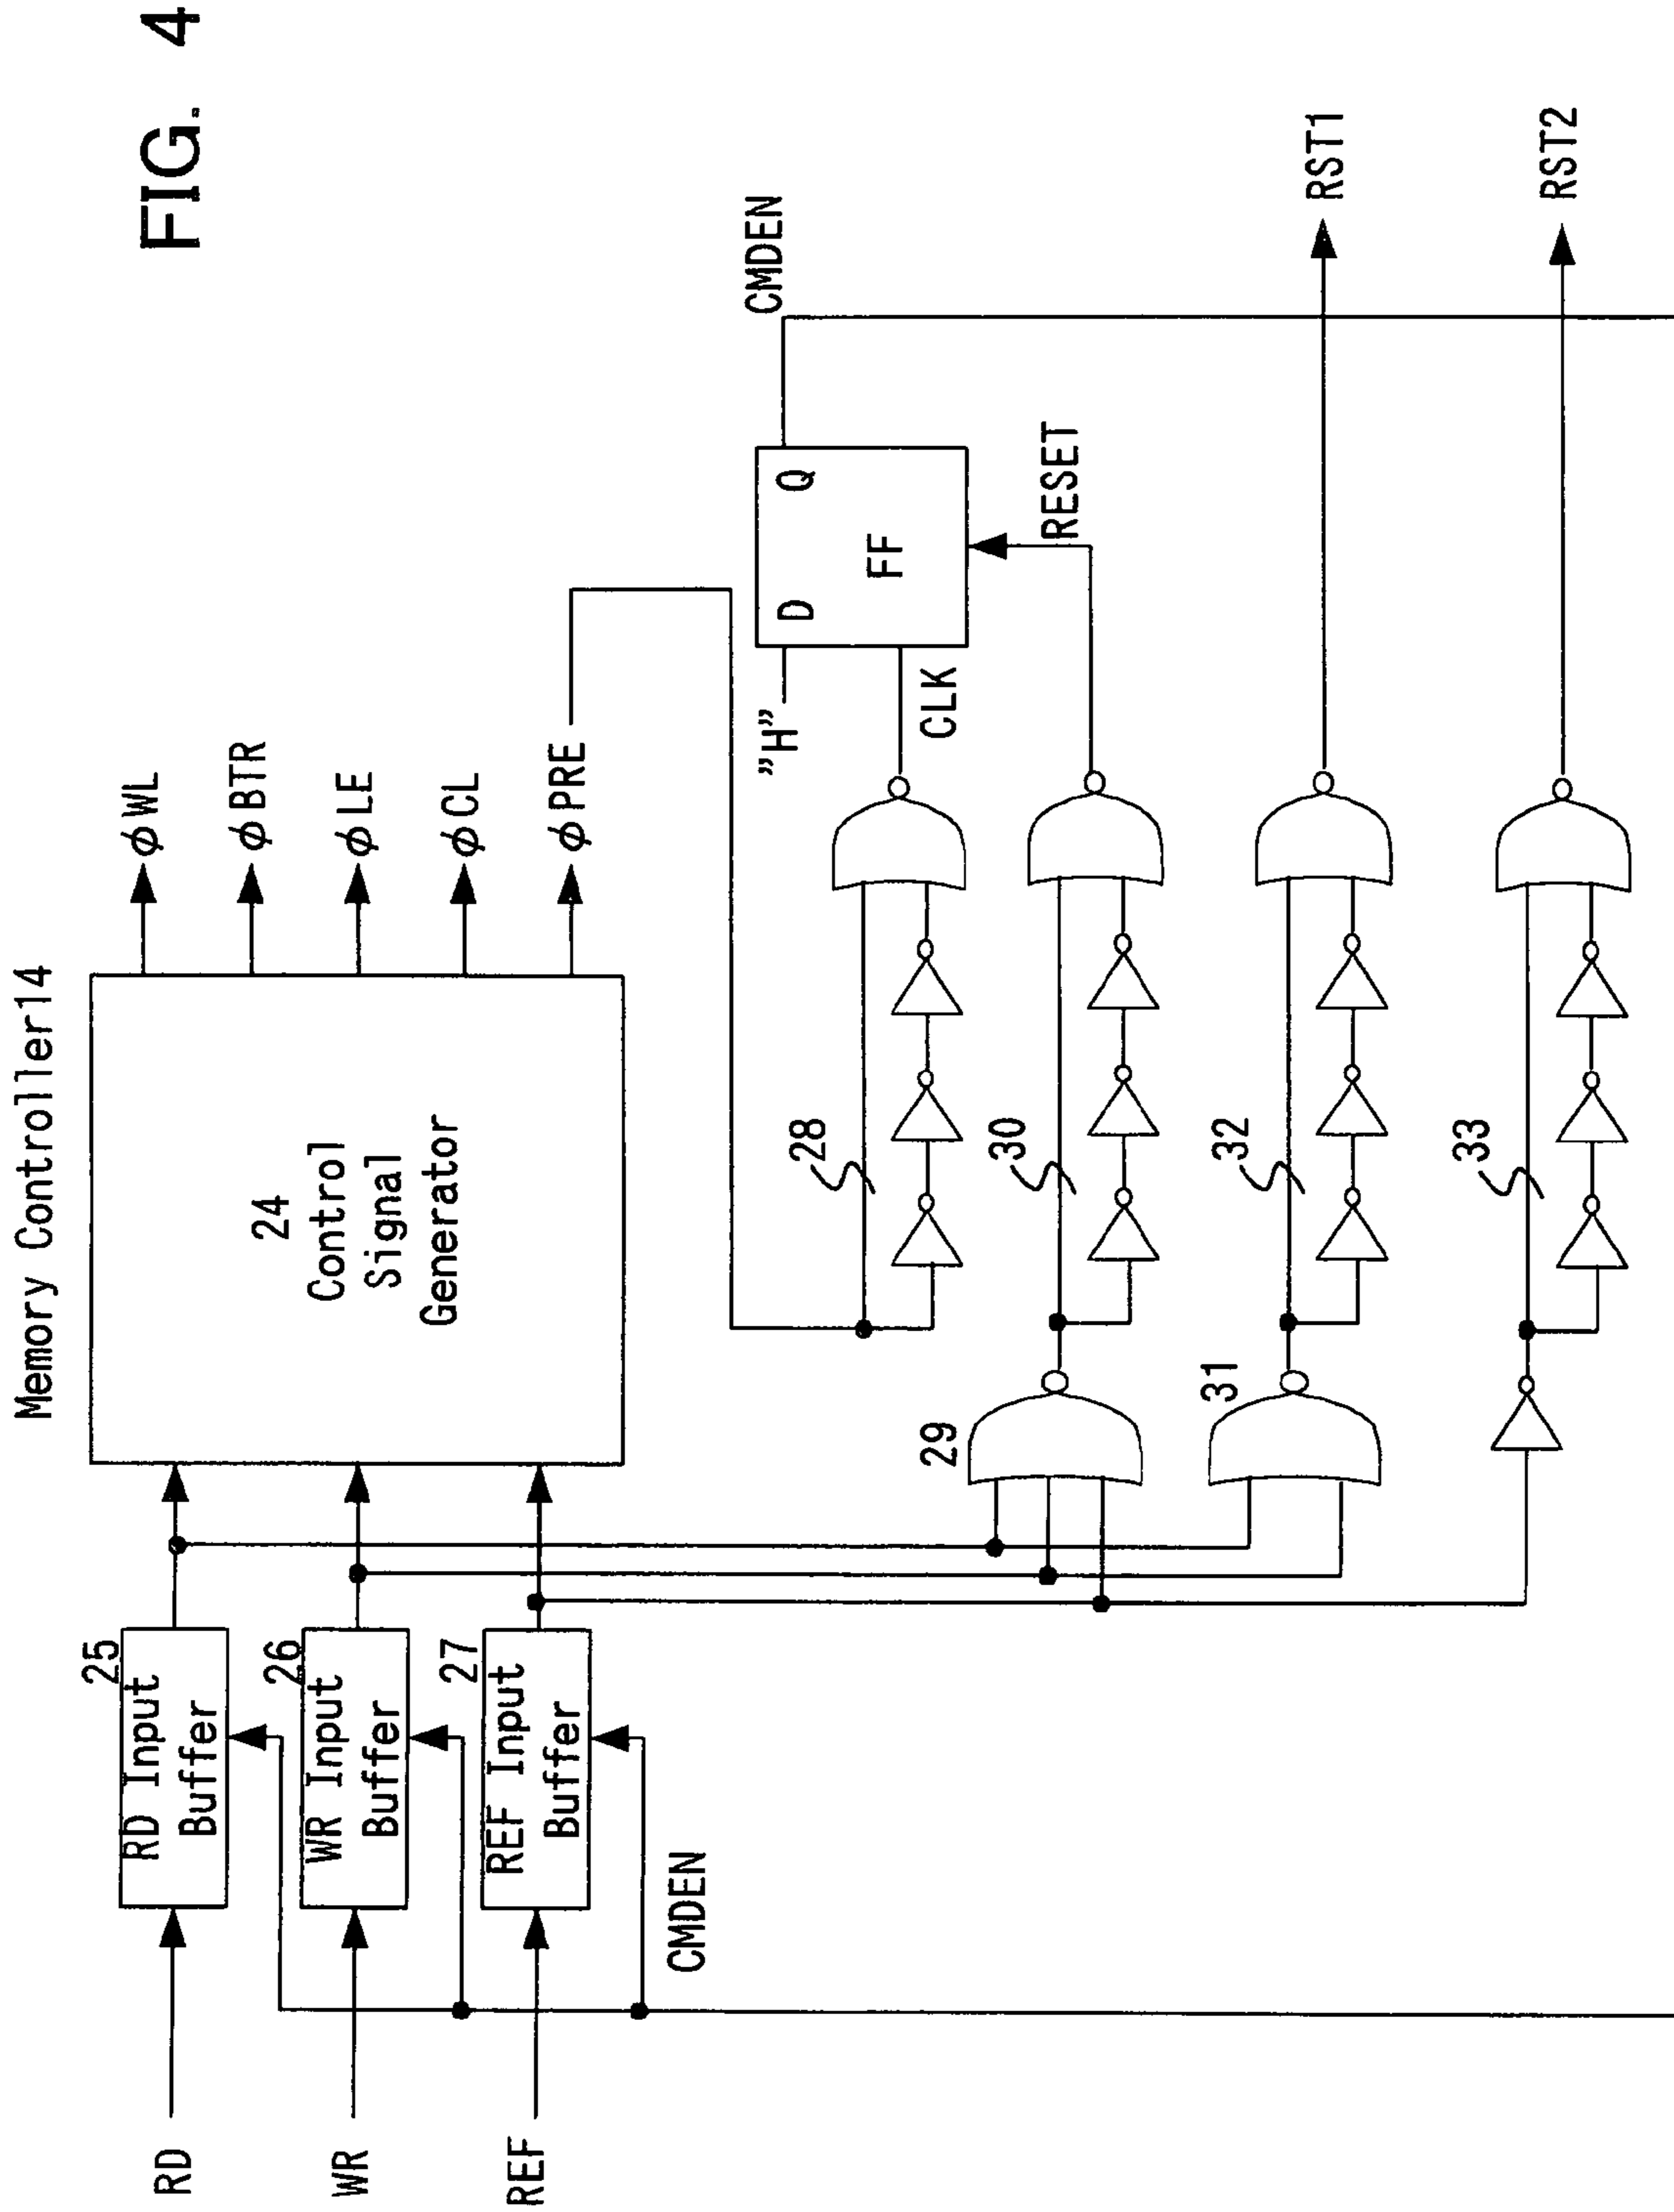 FIG. 4
Memory Controller14
RD
WR
REF
25
RD Input
Buffer
26
WR Input
Buffer
27
REF Input
Buffer
CMDEN
24
Control
Signal
Generator
ϕWL
ϕBTR
ϕLE
ϕCL
ϕPRE
CMDEN
"H"
D
Q
FF
CLK
RESET
28
29
30
31
32
33
RST1
RST2